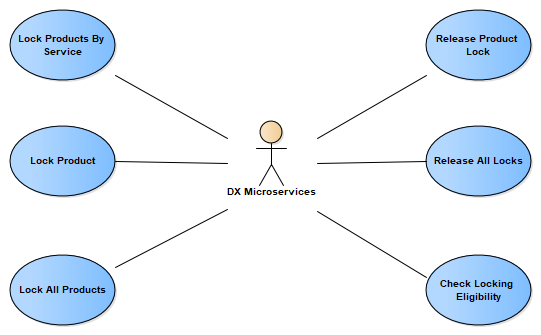 Lock Products By
Service
Release Product
Lock
Lock Product
Release All Locks
DX Microservices
Lock All Products
Check Locking
Eligibility